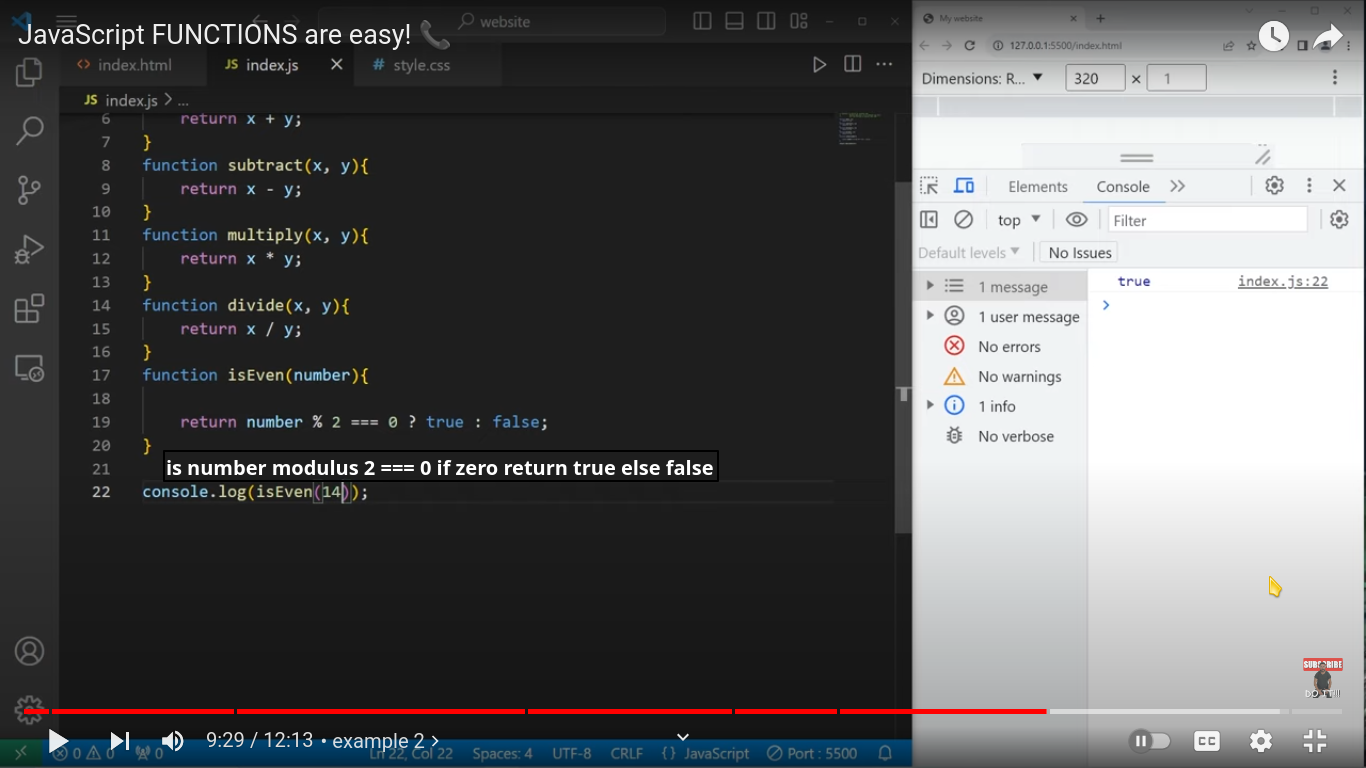 JavaScript FUNCTIONS are easy! 📞
website
My website
index.html
JS index.js
# style.css
127.0.0.1:5500/index.html
Dimensions: R...
320 × 1
JS index.js > ...
6 return x + y;
7 }
8 function subtract(x, y){
9 return x - y;
10 }
11 function multiply(x, y){
12 return x * y;
13 }
14 function divide(x, y){
15 return x / y;
16 }
17 function isEven(number){
18
19 return number % 2 === 0 ? true : false;
20 }
21
is number modulus 2 === 0 if zero return true else false
22 console.log(isEven(14));
Elements Console
top Filter
Default levels No Issues
1 message
1 user message
No errors
No warnings
1 info
No verbose
true index.js:22
SUBSCRIBE
DO IT!!!
9:29 / 12:13 • example 2 >
0 0 0
Ln 22, Col 22 Spaces: 4 UTF-8 CRLF {} JavaScript Port : 5500
CC